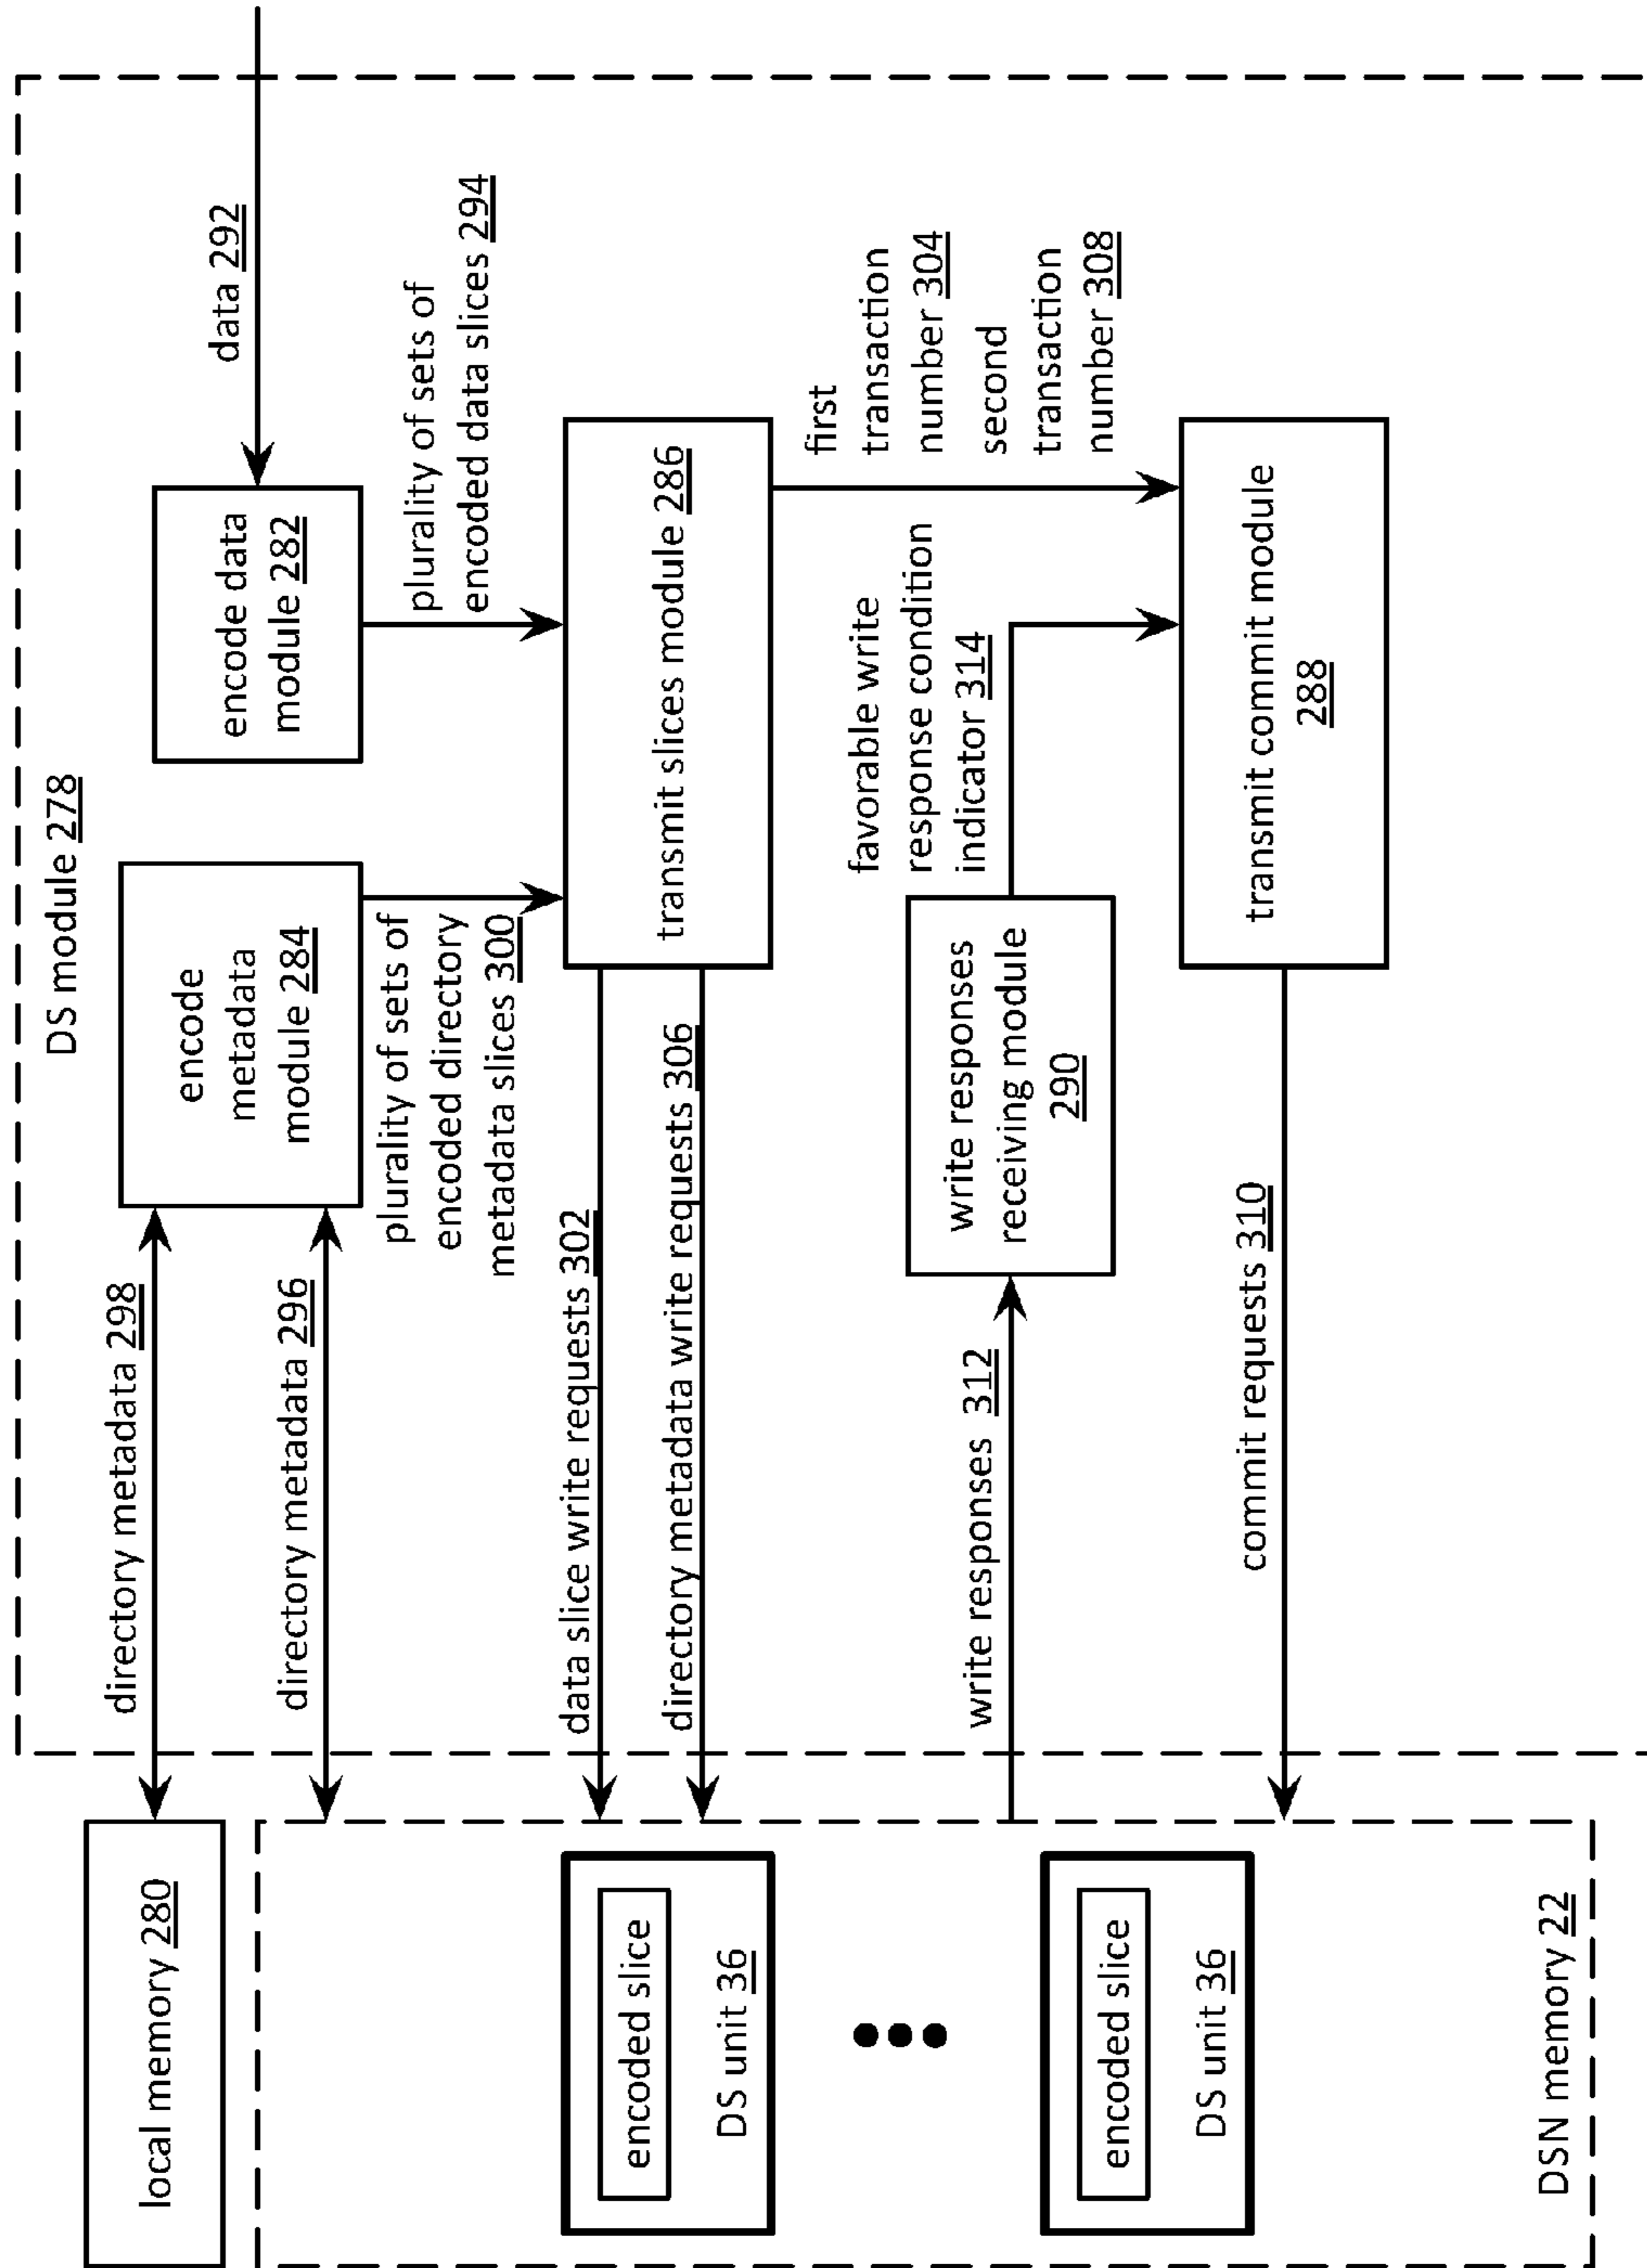 DS module 278
local memory 280
directory metadata 298
encode
metadata
module 284
encode data
module 282
data 292
directory metadata 296
plurality of sets of
encoded directory
metadata slices 300
plurality of sets of
encoded data slices 294
data slice write requests 302
directory metadata write requests 306
transmit slices module 286
encoded slice
DS unit 36
first
transaction
number 304
second
transaction
number 308
favorable write
response condition
indicator 314
write responses
receiving module
290
write responses 312
encoded slice
DS unit 36
commit requests 310
transmit commit module
288
DSN memory 22